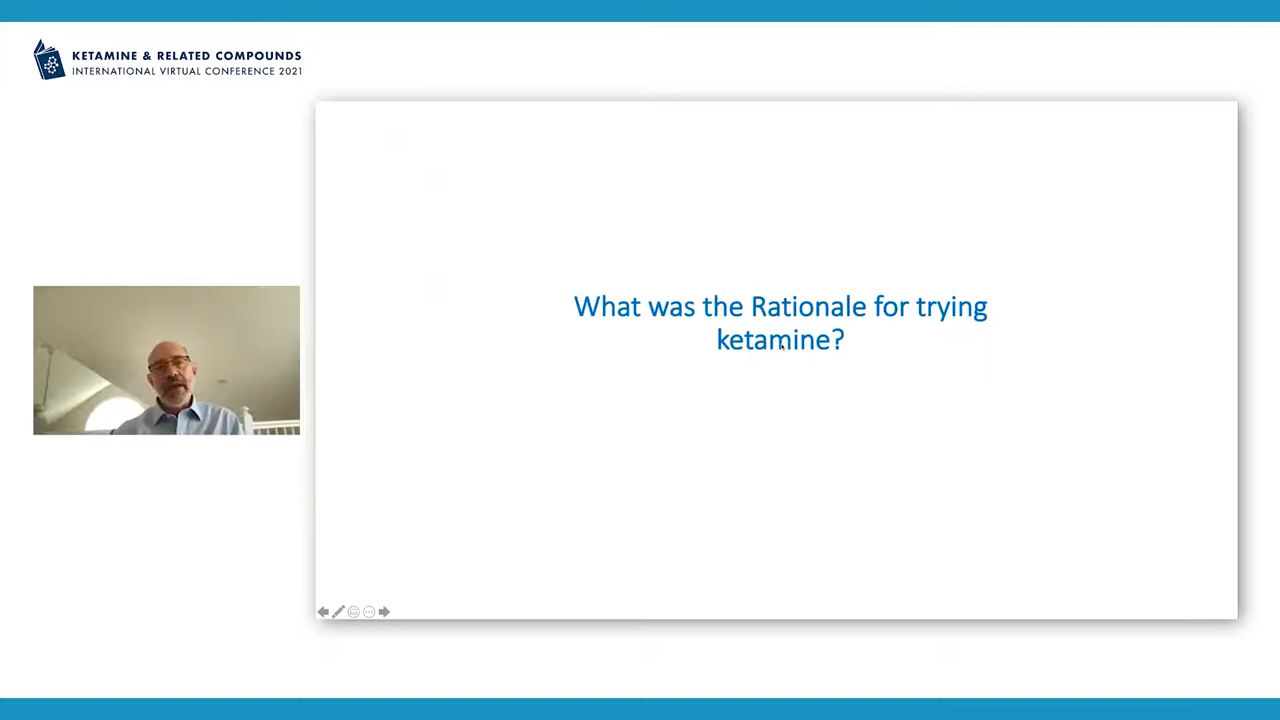 KETAMINE & RELATED COMPOUNDS
INTERNATIONAL VIRTUAL CONFERENCE 2021
What was the Rationale for trying
ketamine?